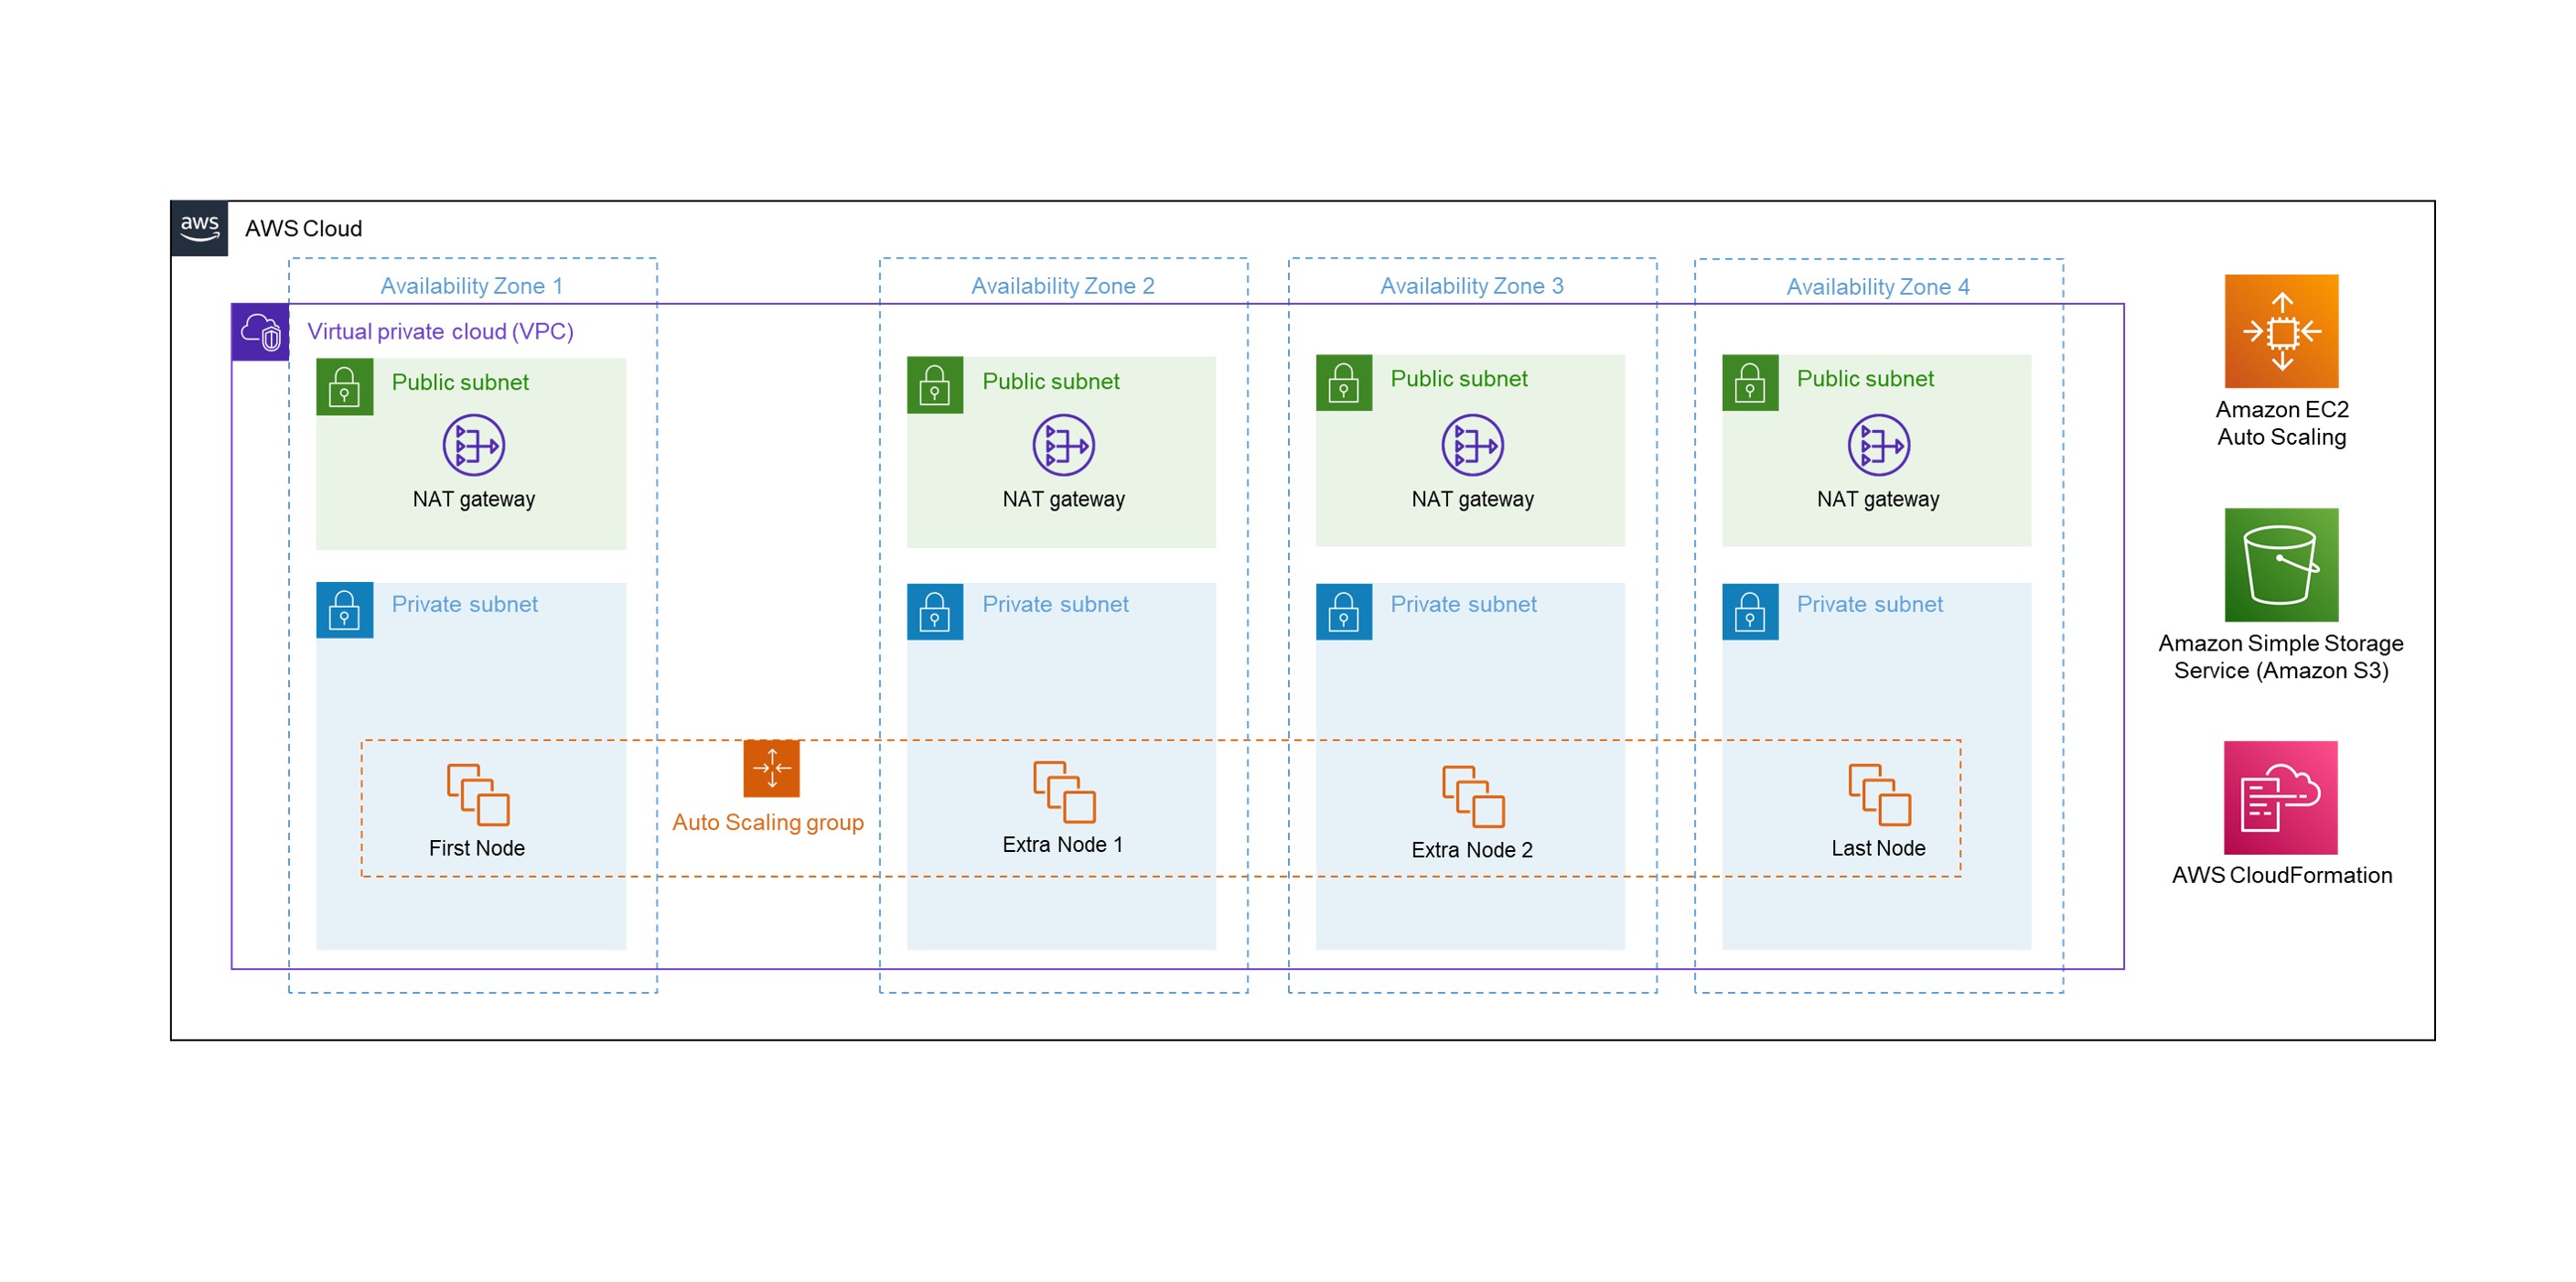 aws
AWS Cloud
Availability Zone 1
Availability Zone 2
Availability Zone 3
Availability Zone 4
Virtual private cloud (VPC)
Public subnet
Public subnet
Public subnet
Public subnet
NAT gateway
NAT gateway
NAT gateway
NAT gateway
Private subnet
Private subnet
Private subnet
Private subnet
First Node
Auto Scaling group
Extra Node 1
Extra Node 2
Last Node
Amazon EC2
Auto Scaling
Amazon Simple Storage
Service (Amazon S3)
AWS CloudFormation